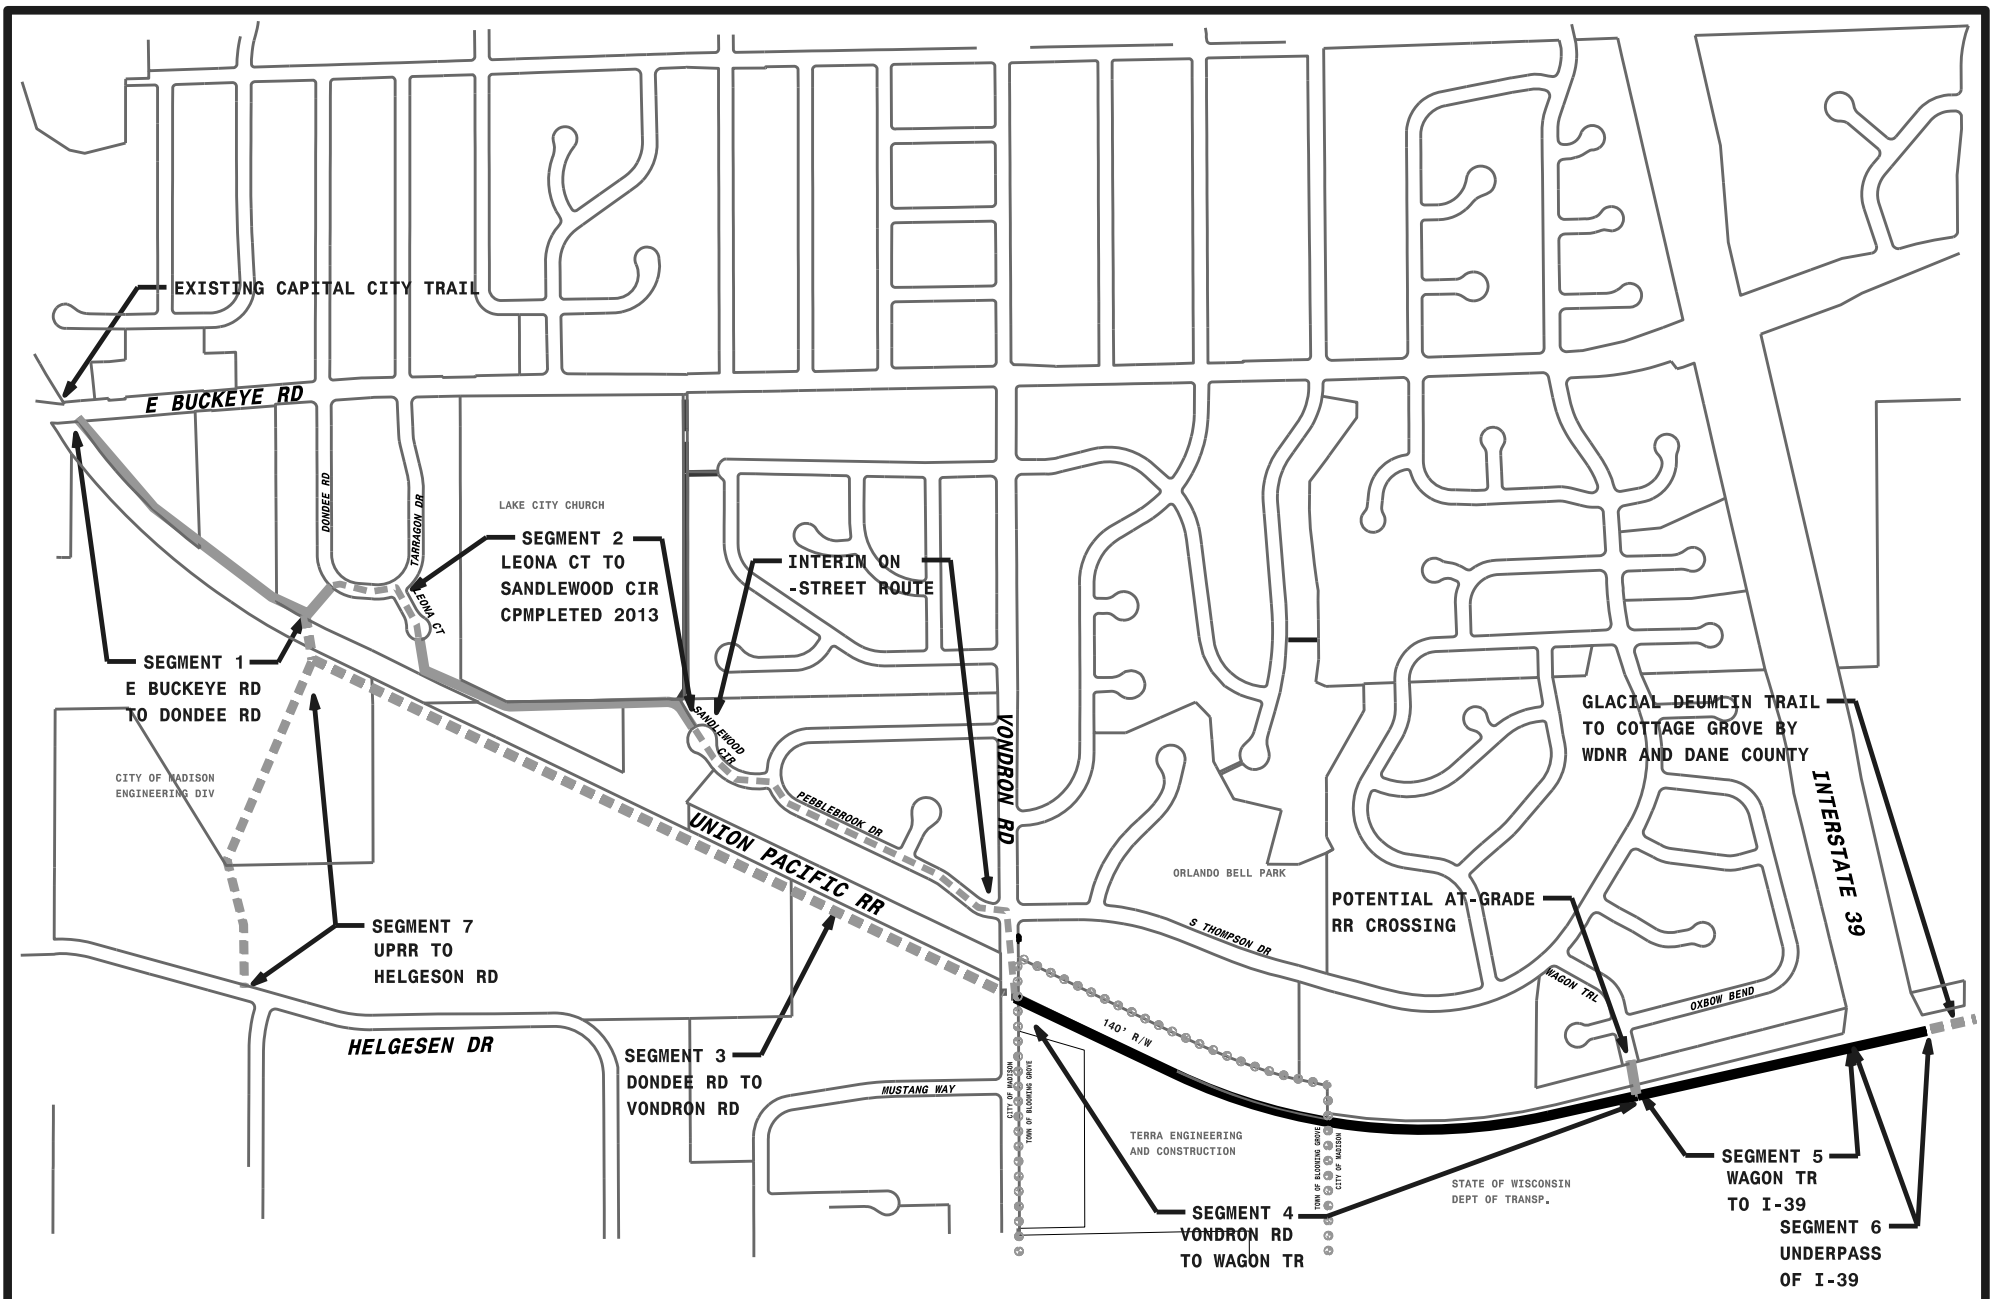 EXISTING CAPITAL CITY TRAIL
E BUCKEYE RD
DONDEE RD
TARRAGON DR
LEONA CT
LAKE CITY CHURCH
SEGMENT 2
LEONA CT TO
SANDLEWOOD CIR
CPMPLETED 2013
INTERIM ON
-STREET ROUTE
SEGMENT 1
E BUCKEYE RD
TO DONDEE RD
CITY OF MADISON
ENGINEERING DIV
SANDLEWOOD
CIR
PEBBLEBROOK DR
UNION PACIFIC RR
VONDRON RD
GLACIAL DEUMLIN TRAIL
TO COTTAGE GROVE BY
WDNR AND DANE COUNTY
INTERSTATE 39
ORLANDO BELL PARK
POTENTIAL AT-GRADE
RR CROSSING
S THOMPSON DR
WAGON TRL
OXBOW BEND
SEGMENT 7
UPRR TO
HELGESON RD
HELGESEN DR
SEGMENT 3
DONDEE RD TO
VONDRON RD
MUSTANG WAY
140' R/W
CITY OF MADISON
TOWN OF BLOOMING GROVE
TERRA ENGINEERING
AND CONSTRUCTION
TOWN OF BLOOMING GROVE
CITY OF MADISON
STATE OF WISCONSIN
DEPT OF TRANSP.
SEGMENT 4
VONDRON RD
TO WAGON TR
SEGMENT 5
WAGON TR
TO I-39
SEGMENT 6
UNDERPASS
OF I-39